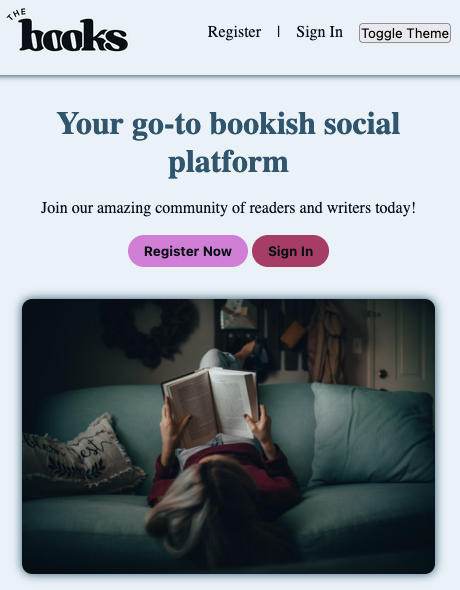 THE
books
Register | Sign In Toggle Theme
Your go-to bookish social
platform
Join our amazing community of readers and writers today!
Register Now Sign In